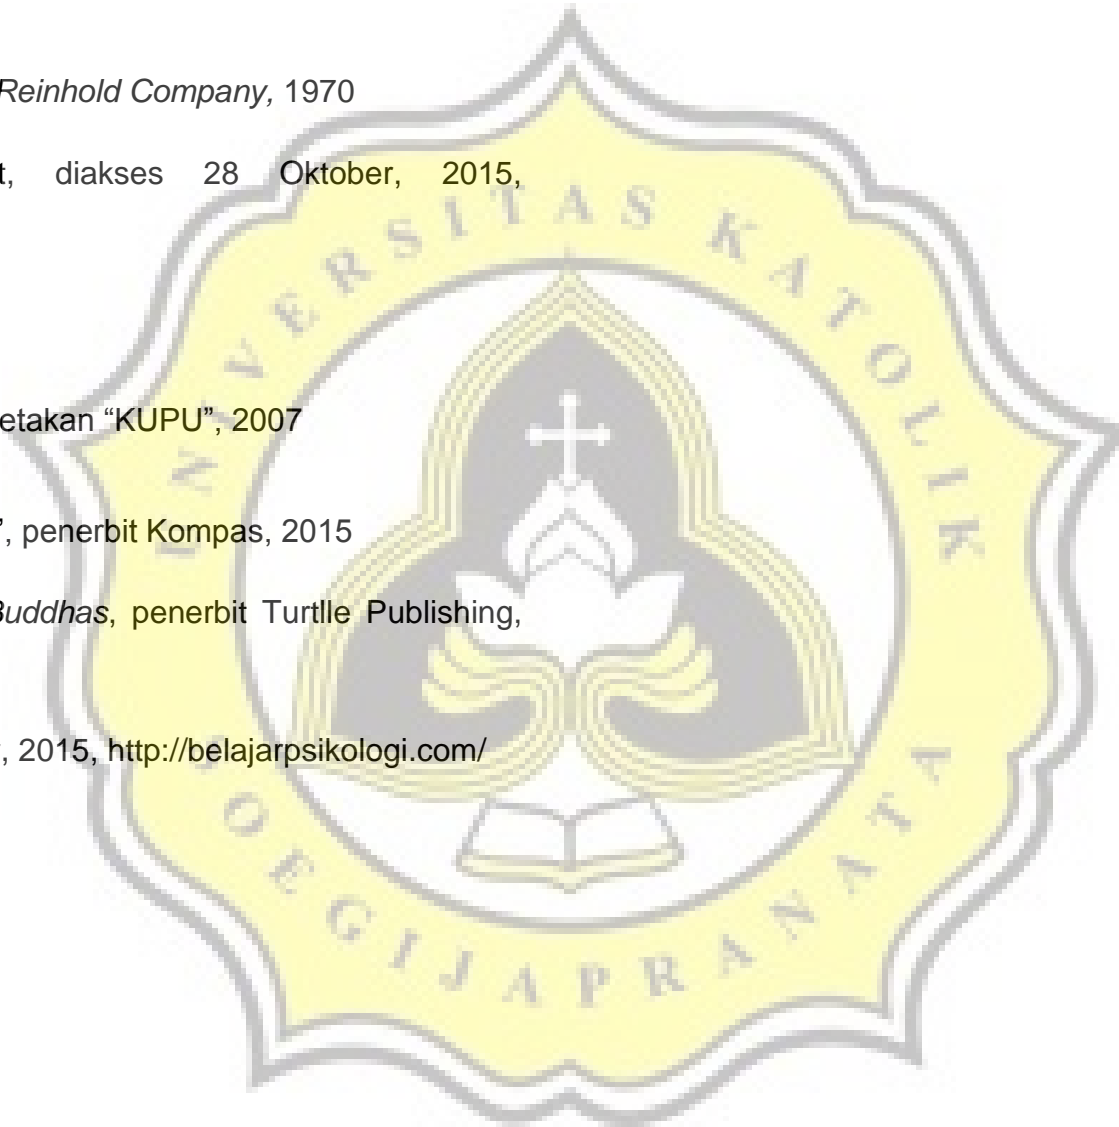 Reinhold Company, 1970
t, diakses 28 Oktober, 2015,
etakan “KUPU”, 2007
”, penerbit Kompas, 2015
Buddhas, penerbit Turtlle Publishing,
, 2015, http://belajarpsikologi.com/
UNIVERSITAS KATOLIK
SOEGIJAPRANATA